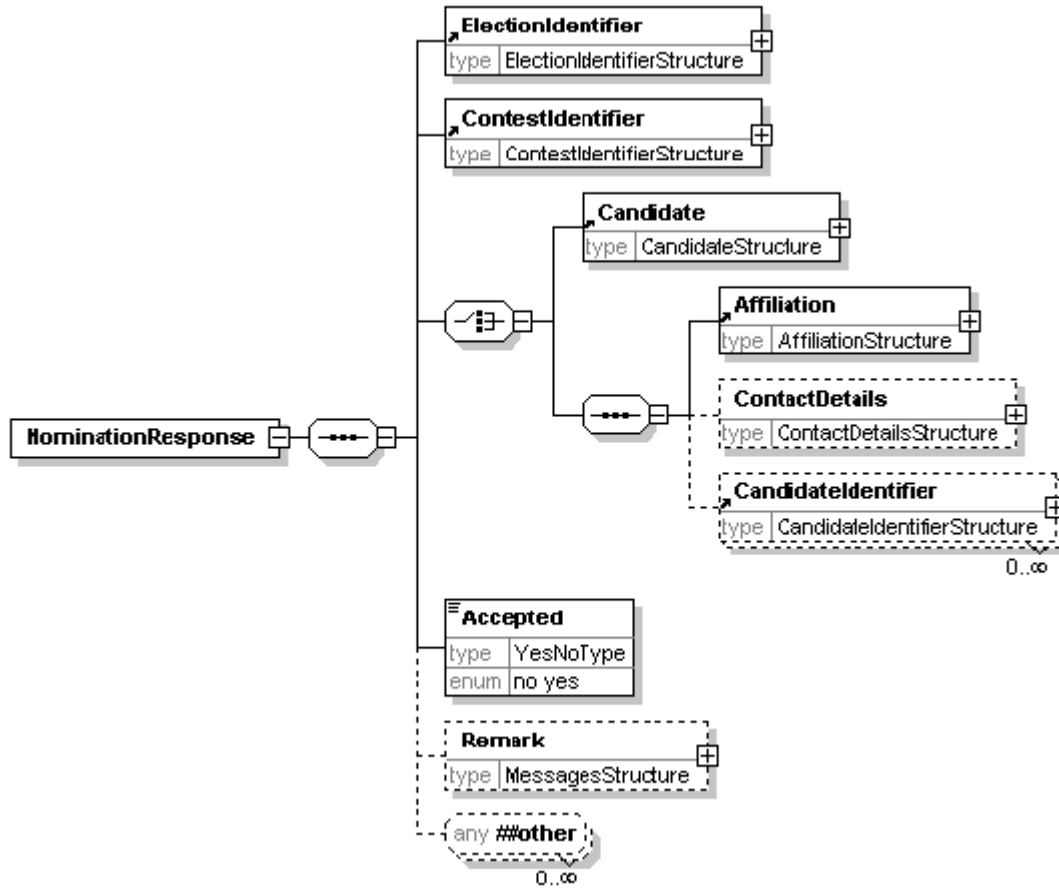 ElectionIdentifier
type ElectionIdentifierStructure
ContestIdentifier
type ContestIdentifierStructure
Candidate
type CandidateStructure
Affiliation
type AffiliationStructure
ContactDetails
type ContactDetailsStructure
NominationResponse
CandidateIdentifier
type CandidateIdentifierStructure
0..∞
Accepted
type YesNoType
enum no yes
Remark
type MessagesStructure
any ##other
0..∞